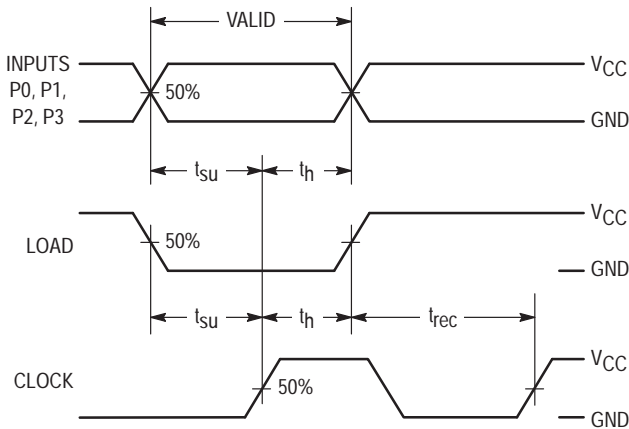 VALID
INPUTS
P0, P1,
P2, P3
50%
VCC
GND
tsu
th
LOAD
50%
VCC
GND
tsu
th
trec
CLOCK
50%
VCC
GND